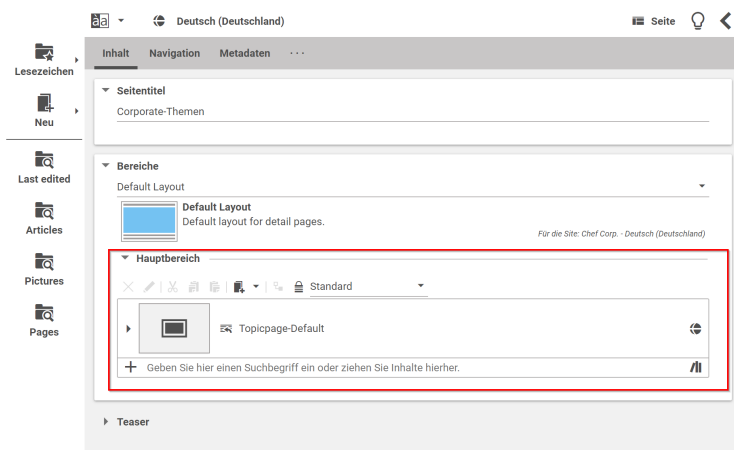 àa Deutsch (Deutschland) Seite
Lesezeichen
Neu
Last edited
Articles
Pictures
Pages
Inhalt Navigation Metadaten ···
Seitentitel
Corporate-Themen
Bereiche
Default Layout
Default Layout
Default layout for detail pages.
Für die Site: Chef Corp. - Deutsch (Deutschland)
Hauptbereich
Standard
Topicpage-Default
Geben Sie hier einen Suchbegriff ein oder ziehen Sie Inhalte hierher.
Teaser